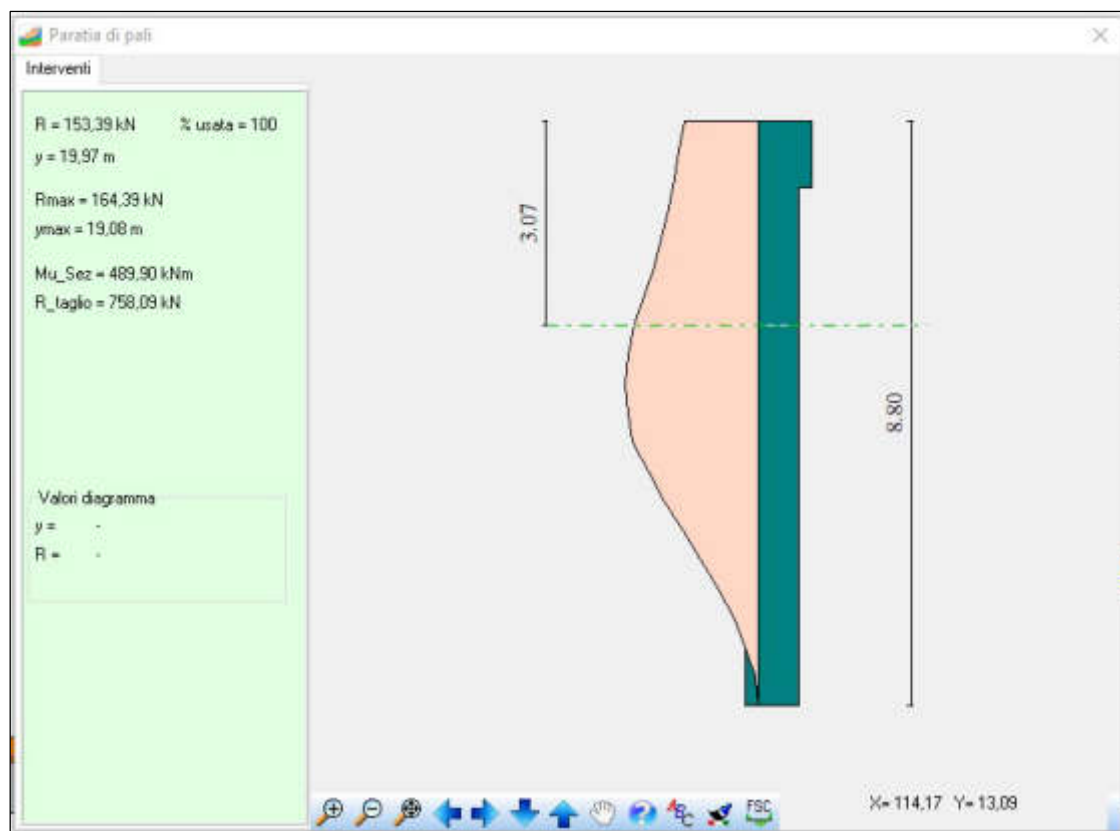 Paratia di pali
Interventi
R = 153,39 kN % usata = 100
y = 19,97 m
Rmax = 164,39 kN
ymax = 19,08 m
Mu_Sez = 489,90 kNm
R_taglio = 758,09 kN
3.07
8.80
Valori diagramma
y = -
R = -
ABC
FSC
X= 114,17 Y= 13,09